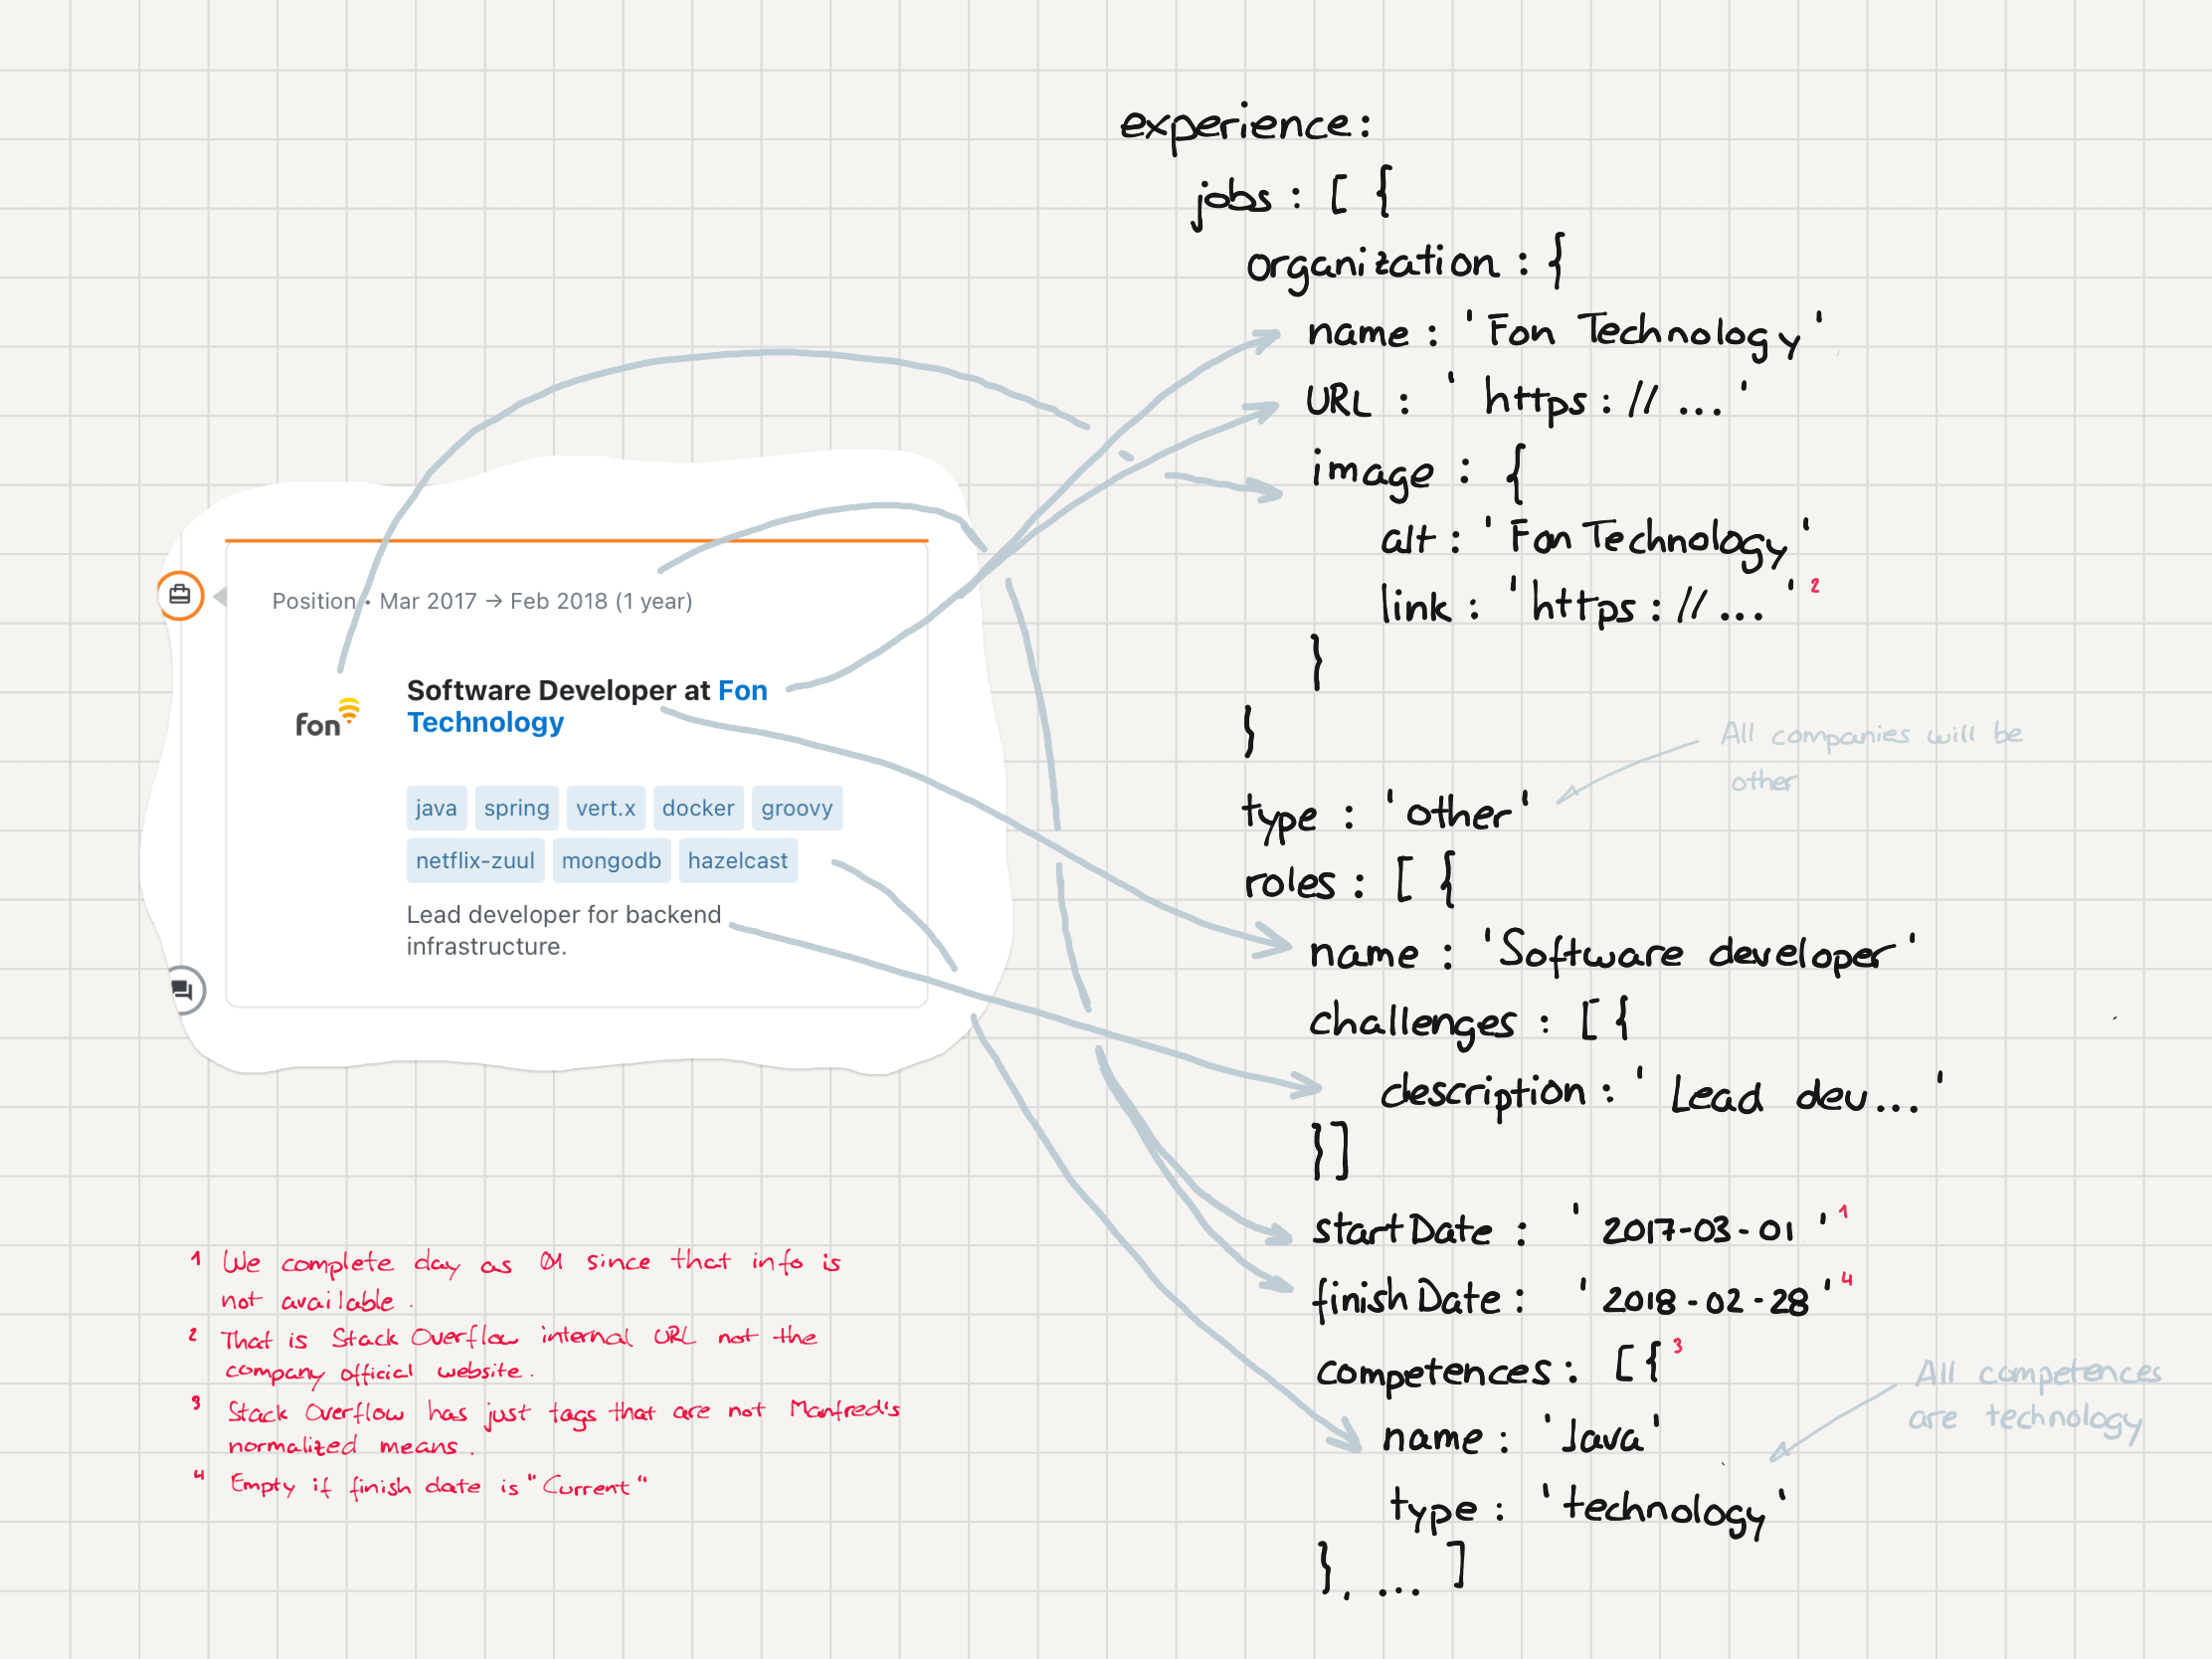 experience:
jobs : [ {
organization : {
name : 'Fon Technology'
URL : 'https://...'
image : {
alt : 'Fon Technology'
link : 'https://...' 2
}
}
All companies will be
other
type : 'other'
roles : [ {
name : 'Software developer'
challenges : [ {
description : 'Lead dev...'
}]
startDate : '2017-03-01' 1
finishDate : '2018-02-28' 4
competences : [{ 3
All competences
are technology
name : 'Java'
type : 'technology'
}, ... ]
Position • Mar 2017 → Feb 2018 (1 year)
fon
Software Developer at Fon
Technology
java spring vert.x docker groovy
netflix-zuul mongodb hazelcast
Lead developer for backend
infrastructure.
1 We complete day as 01 since that info is
not available.
2 That is Stack Overflow internal URL not the
company official website.
3 Stack Overflow has just tags that are not Manfred's
normalized means.
4 Empty if finish date is "Current"